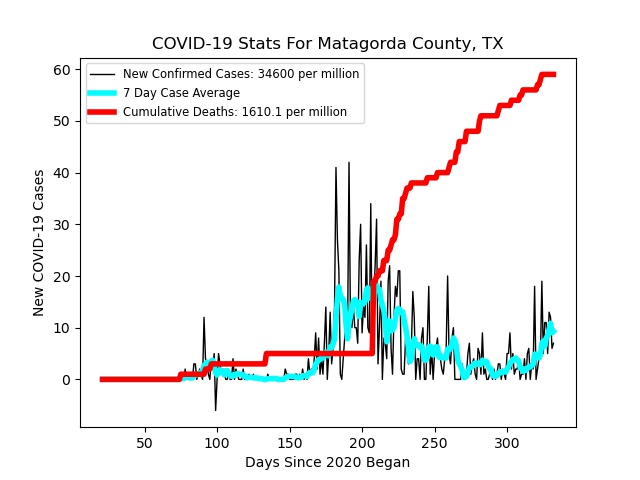 COVID-19 Stats For Matagorda County, TX
New Confirmed Cases: 34600 per million
7 Day Case Average
Cumulative Deaths: 1610.1 per million
New COVID-19 Cases
60
50
40
30
20
10
0
50 100 150 200 250 300
Days Since 2020 Began